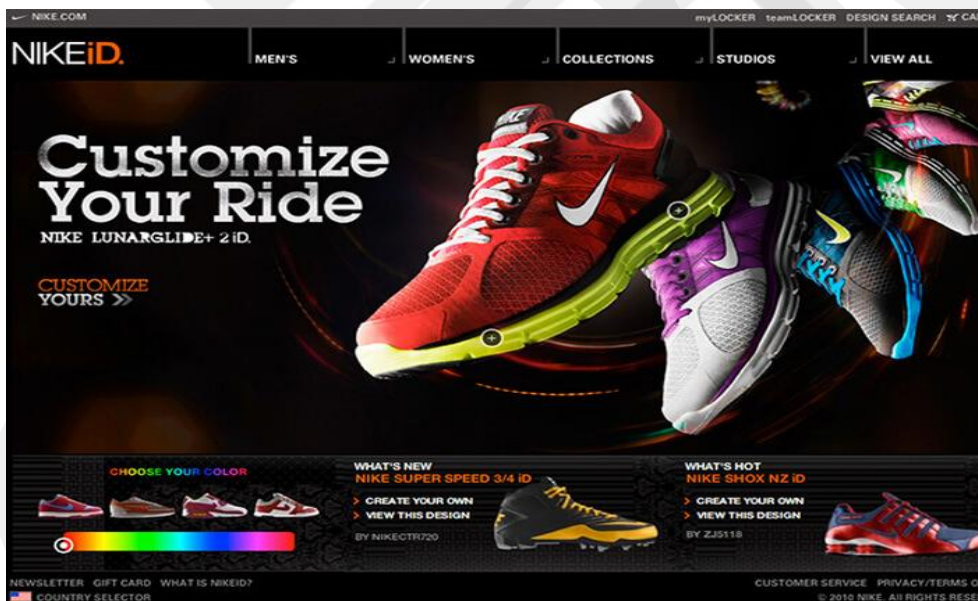 NIKE.COM
myLOCKER teamLOCKER DESIGN SEARCH
NIKEiD.
MEN'S
WOMEN'S
COLLECTIONS
STUDIOS
VIEW ALL
NIKE
Customize
Your Ride
NIKE LUNARGLIDE+ 2 iD.
CUSTOMIZE
YOURS >>
CHOOSE YOUR COLOR
WHAT'S NEW
NIKE SUPER SPEED 3/4 iD
CREATE YOUR OWN
VIEW THIS DESIGN
BY NIKECTR720
WHAT'S HOT
NIKE SHOX NZ iD
CREATE YOUR OWN
VIEW THIS DESIGN
BY ZJ5118
NEWSLETTER GIFT CARD WHAT IS NIKEID?
COUNTRY SELECTOR
CUSTOMER SERVICE PRIVACY/TERMS
© 2010 NIKE. All RIGHTS